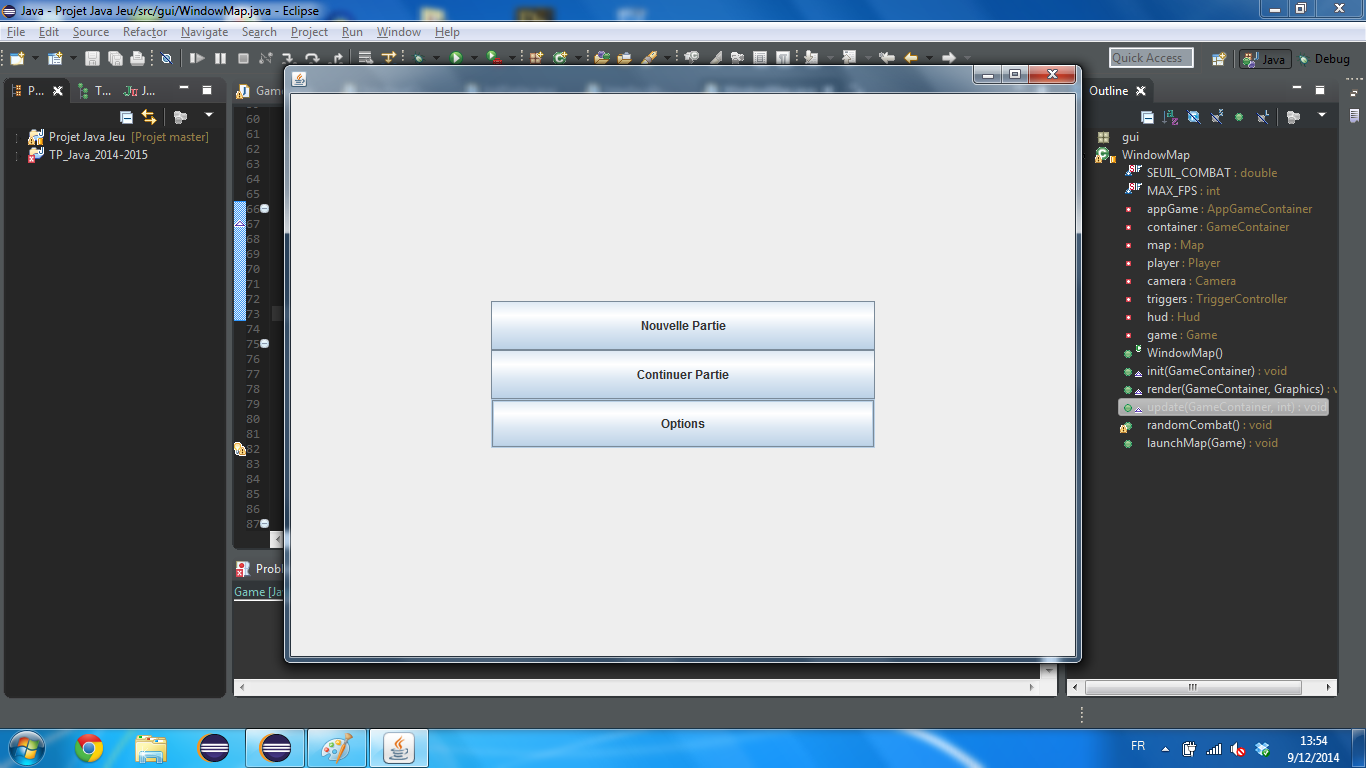 Java - Projet Java Jeu/src/gui/WindowMap.java - Eclipse
File Edit Source Refactor Navigate Search Project Run Window Help
Quick Access Java Debug
P... T... J...
Projet Java Jeu [Projet master]
TP_Java_2014-2015
Game
60
61
62
63
64
65
66
67
68
69
70
71
72
73
74
75
76
77
78
79
80
81
82
83
84
85
86
87
Probl
Game [Ja
Nouvelle Partie
Continuer Partie
Options
Outline
gui
WindowMap
SEUIL_COMBAT : double
MAX_FPS : int
appGame : AppGameContainer
container : GameContainer
map : Map
player : Player
camera : Camera
triggers : TriggerController
hud : Hud
game : Game
WindowMap()
init(GameContainer) : void
render(GameContainer, Graphics) : v
update(GameContainer, int) : void
randomCombat() : void
launchMap(Game) : void
FR
13:54
9/12/2014